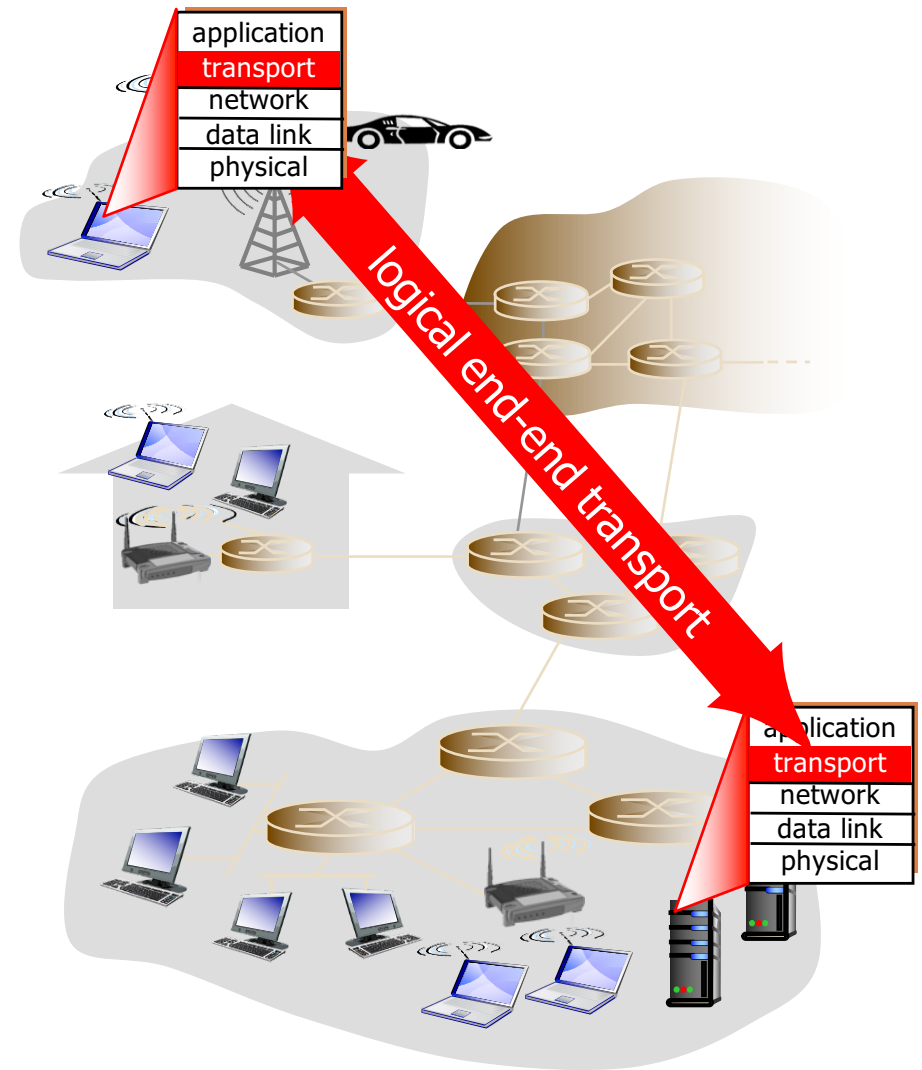 application
transport
network
data link
physical
logical end-end transport
application
transport
network
data link
physical